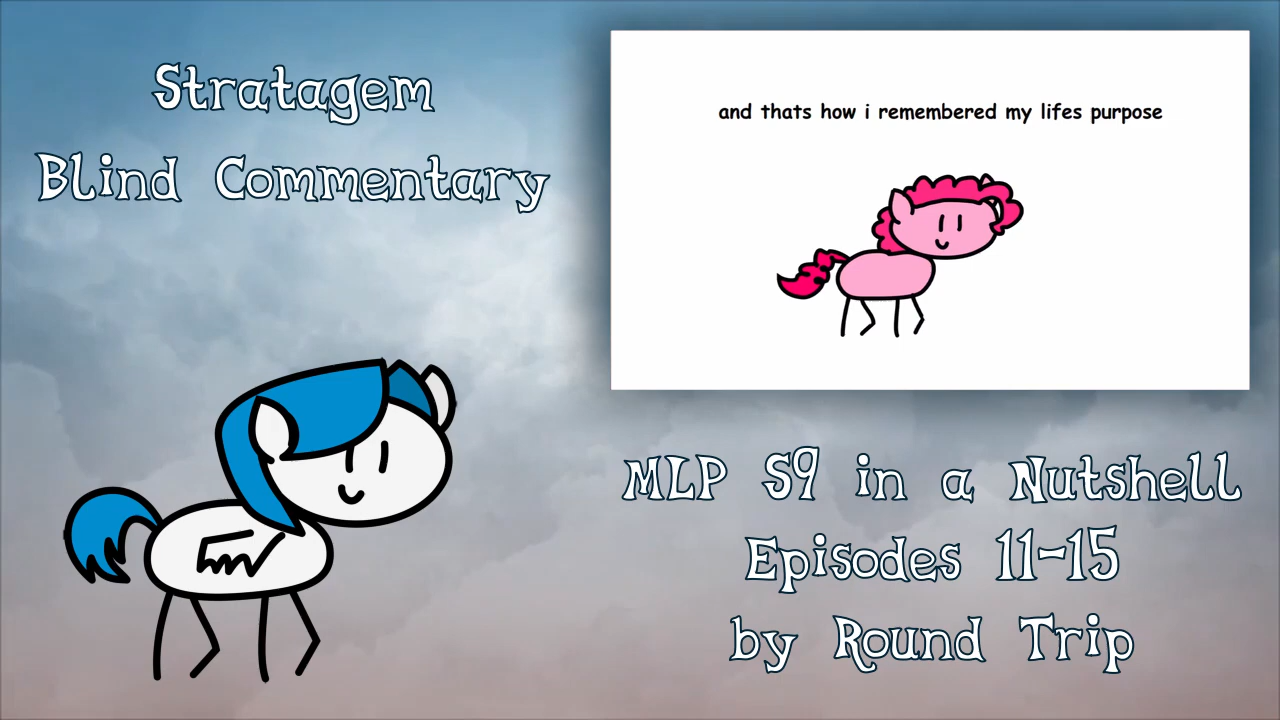 Stratagem
Blind Commentary
and thats how i remembered my lifes purpose
MLP S9 in a Nutshell
Episodes 11-15
by Round Trip